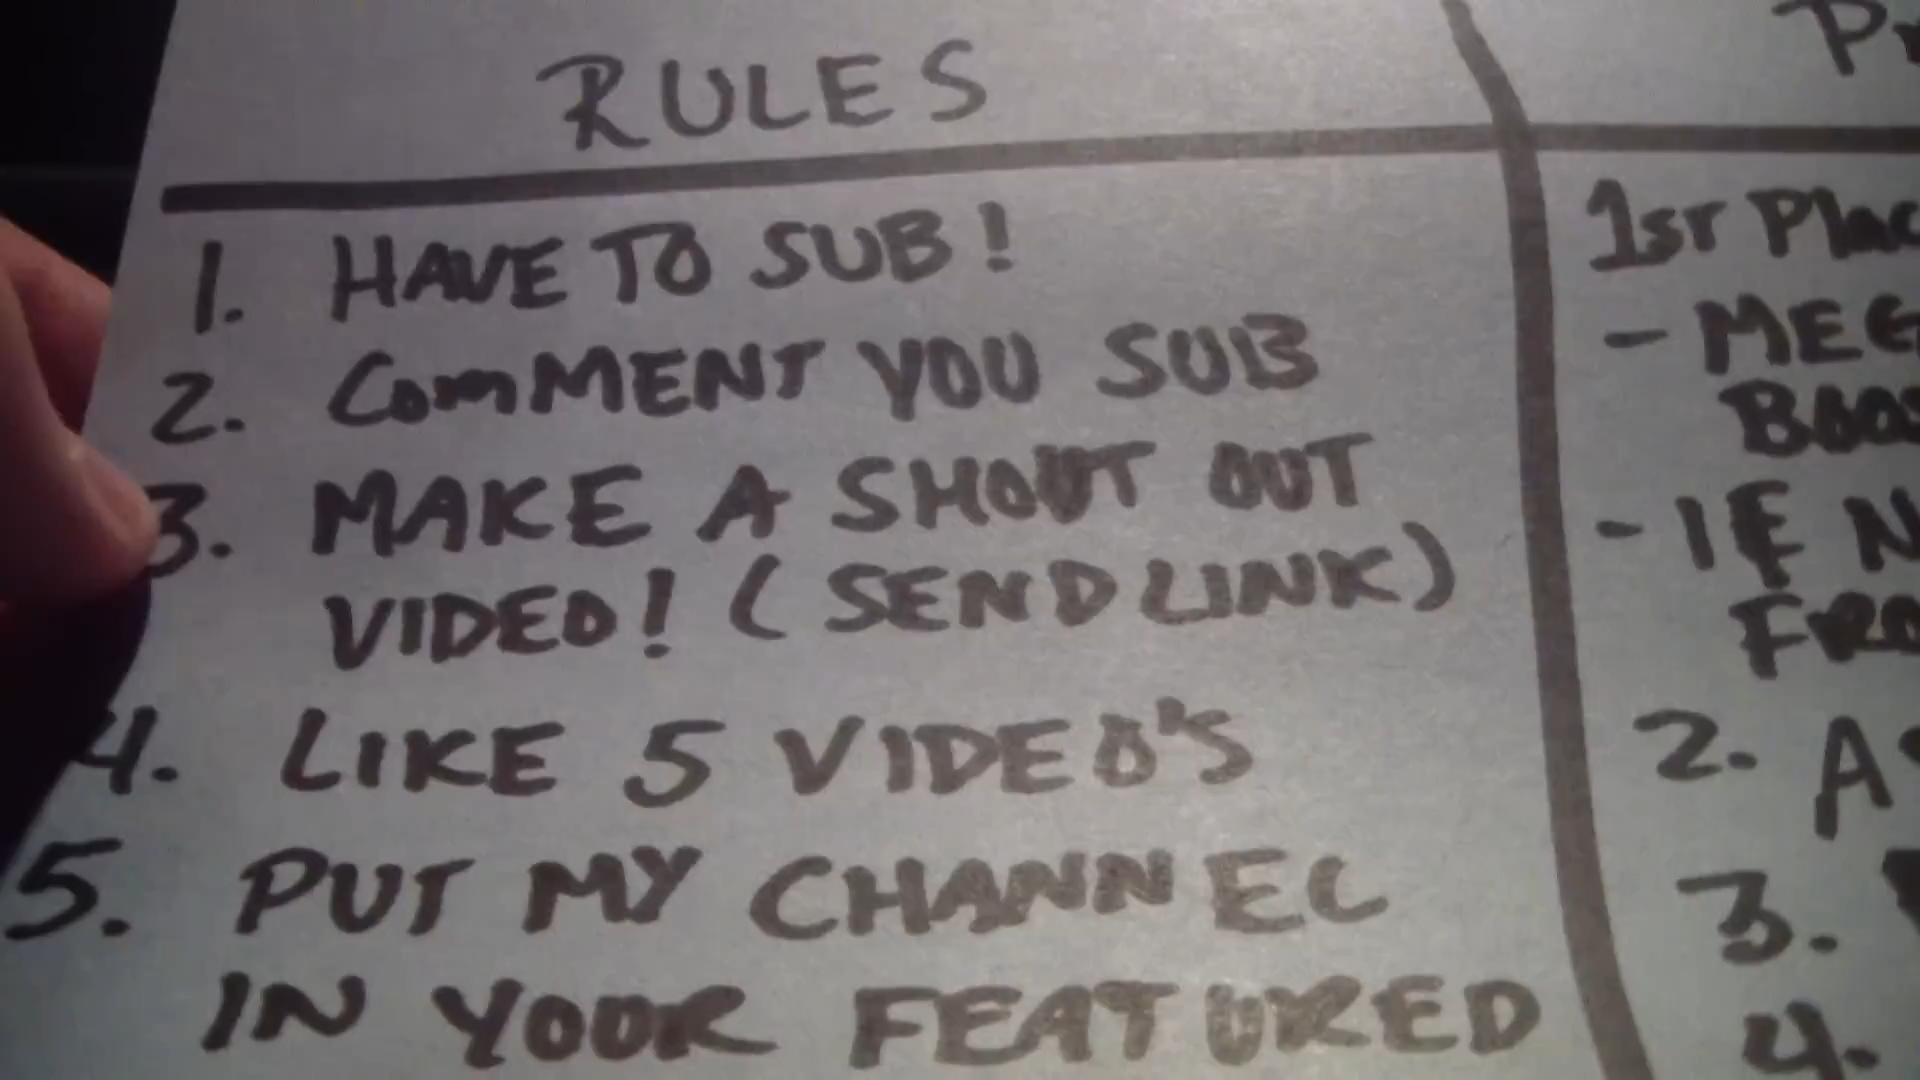 RULES
1. HAVE TO SUB!
2. COMMENT YOU SUB
3. MAKE A SHOUT OUT
VIDEO! (SEND LINK)
4. LIKE 5 VIDEO'S
5. PUT MY CHANNEL
IN YOUR FEATURED
1ST
-
- IF
2.
3.
4.